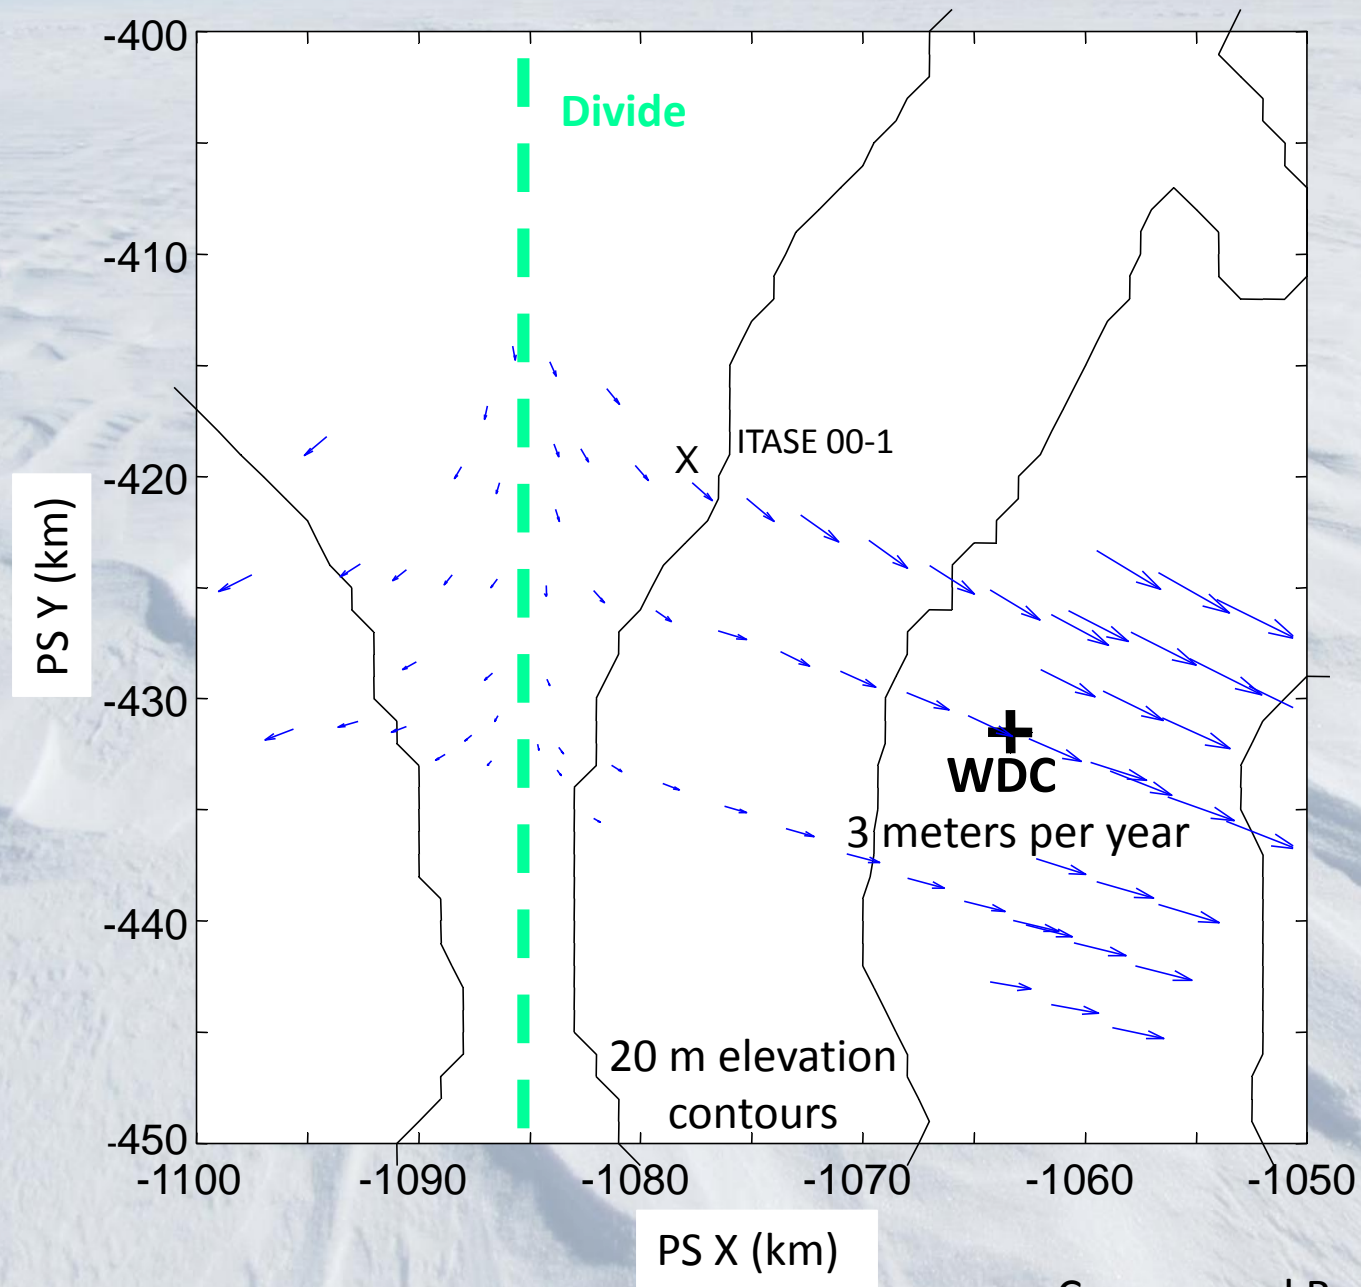 -400
Divide
-410
ITASE 00-1
X
-420
PS Y (km)
-430
WDC
3 meters per year
-440
20 m elevation
contours
-450
-1100
-1090
-1080
-1070
-1060
-1050
PS X (km)